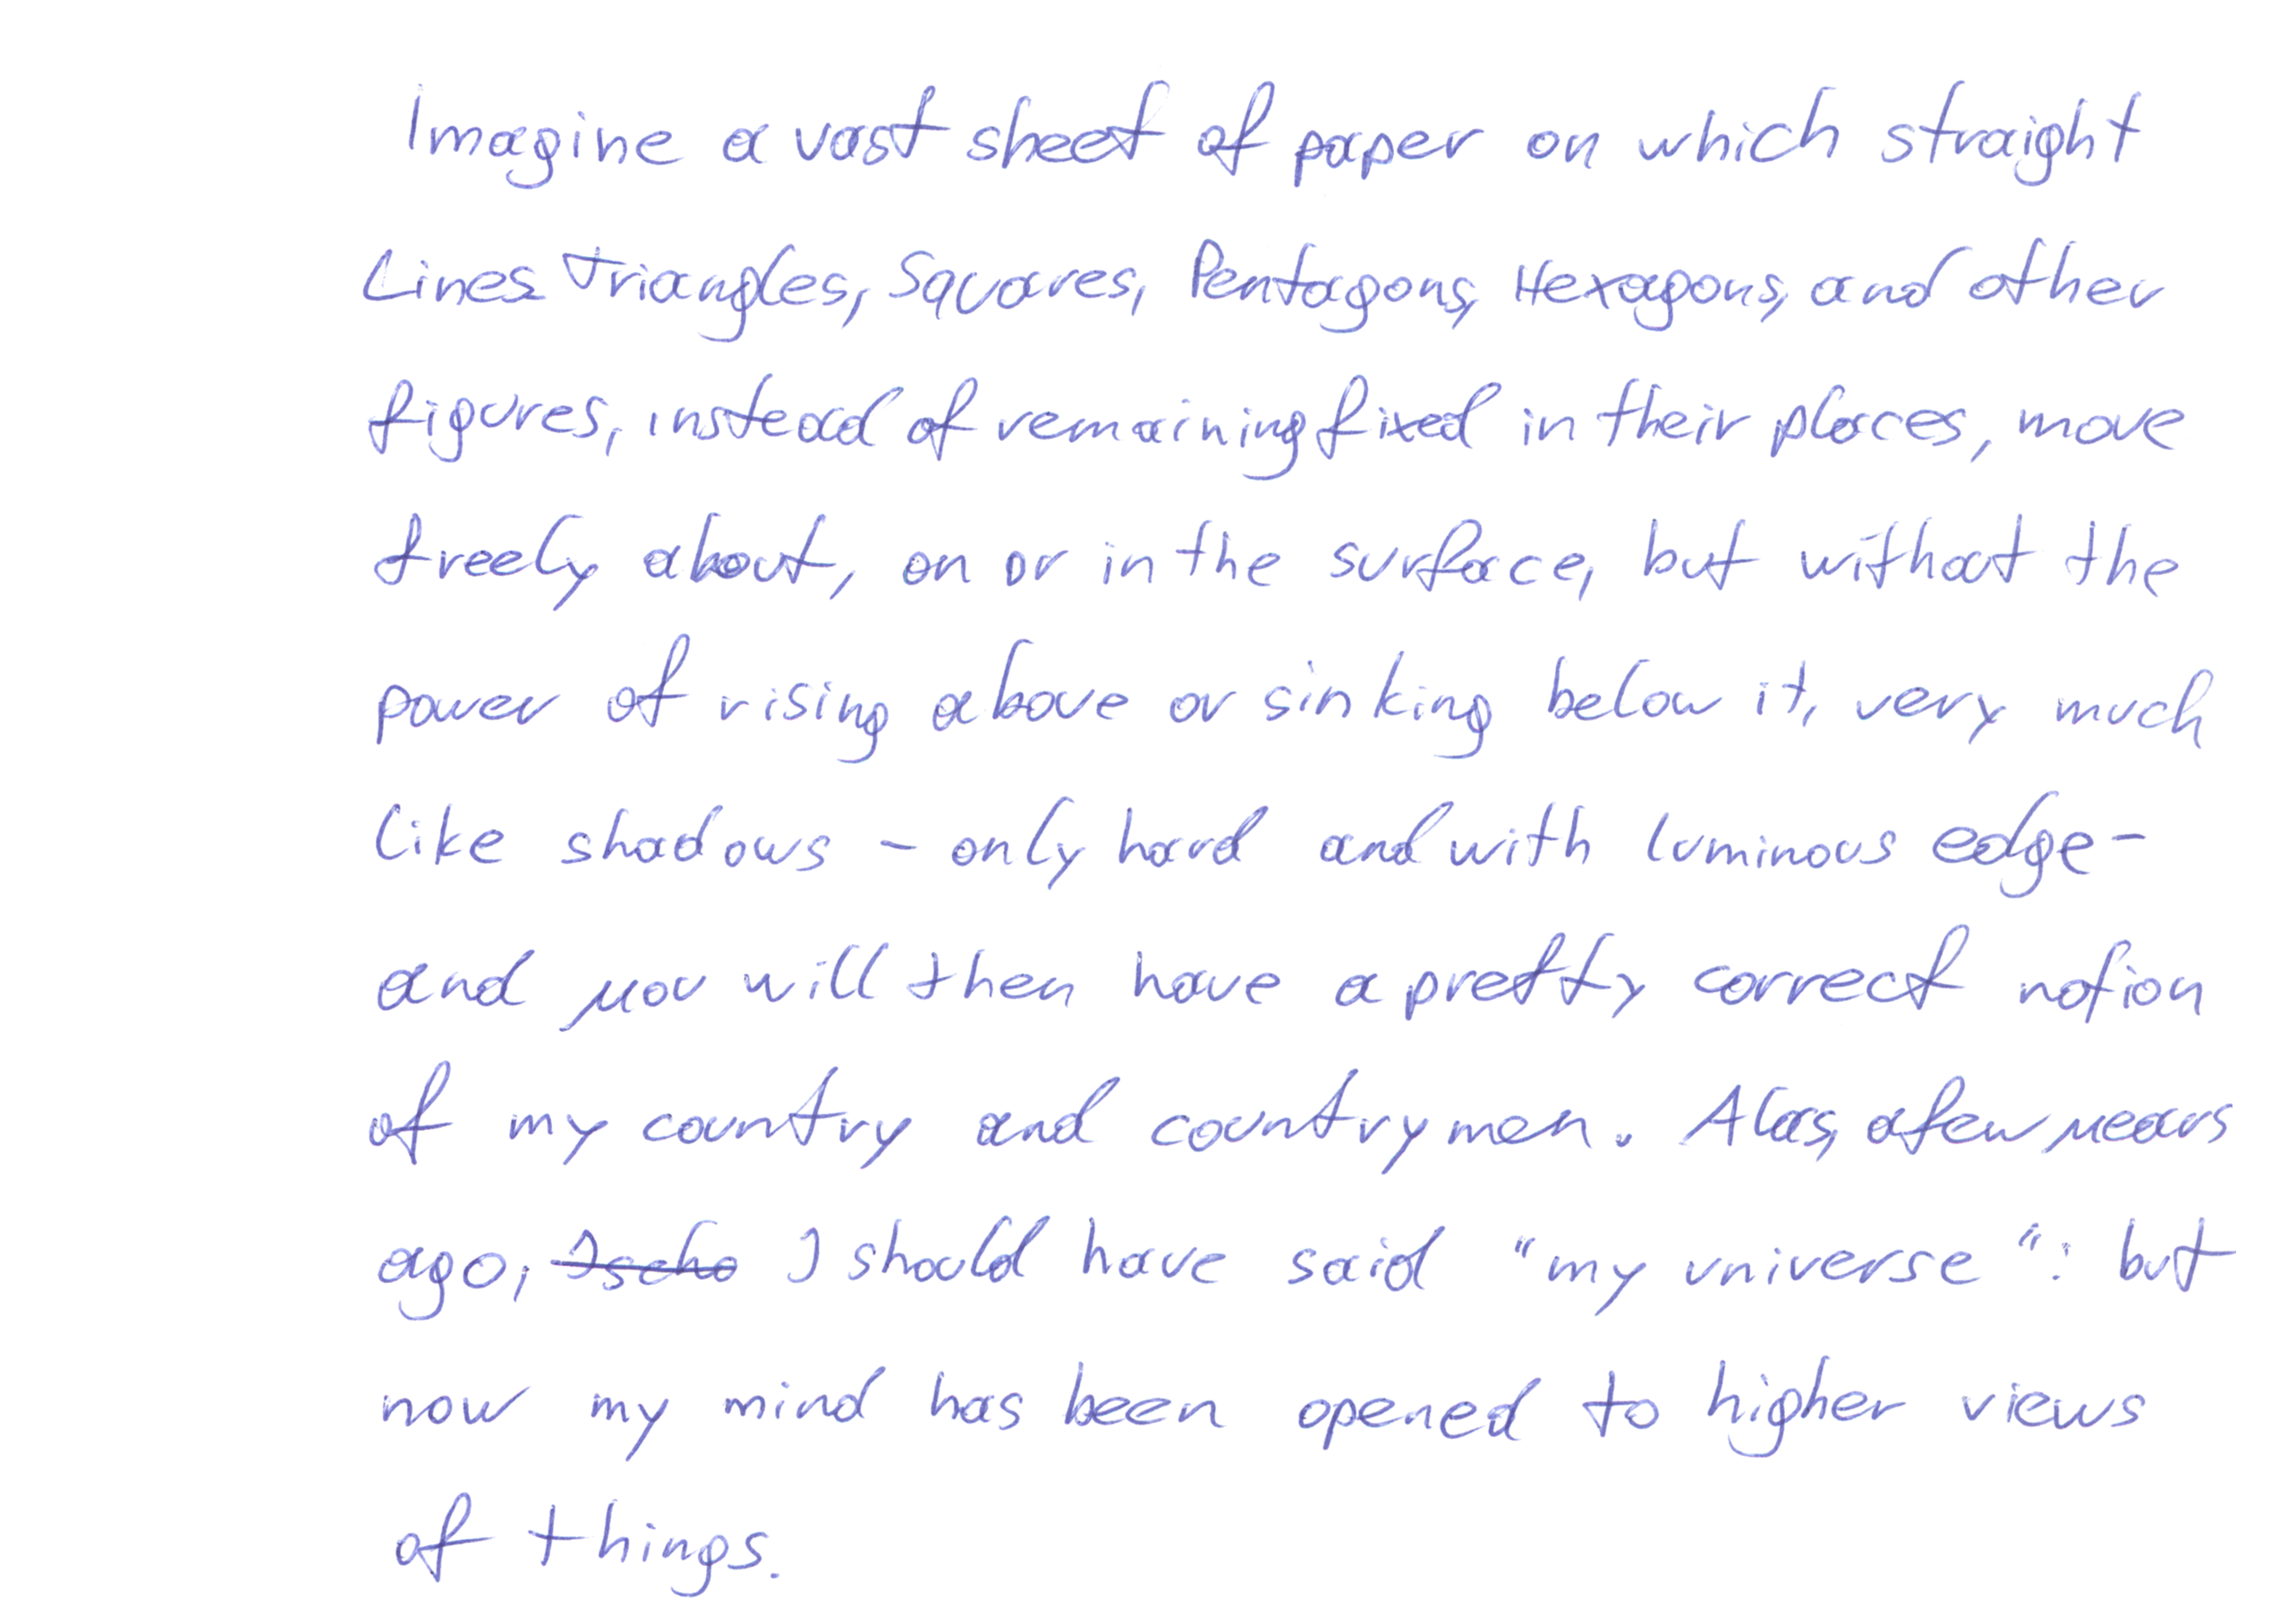 Imagine a vast sheet of paper on which straight
Lines Triangles, Squares, Pentagons, Hexagons, and other
figures, instead of remaining fixed in their places, move
freely about, on or in the surface, but without the
power of rising above or sinking below it, very much
like shadows - only hard and with luminous edge -
and you will then have a pretty correct notion
of my country and countrymen. Alas, a few years
ago, I should have said "my universe": but
now my mind has been opened to higher views
of things.